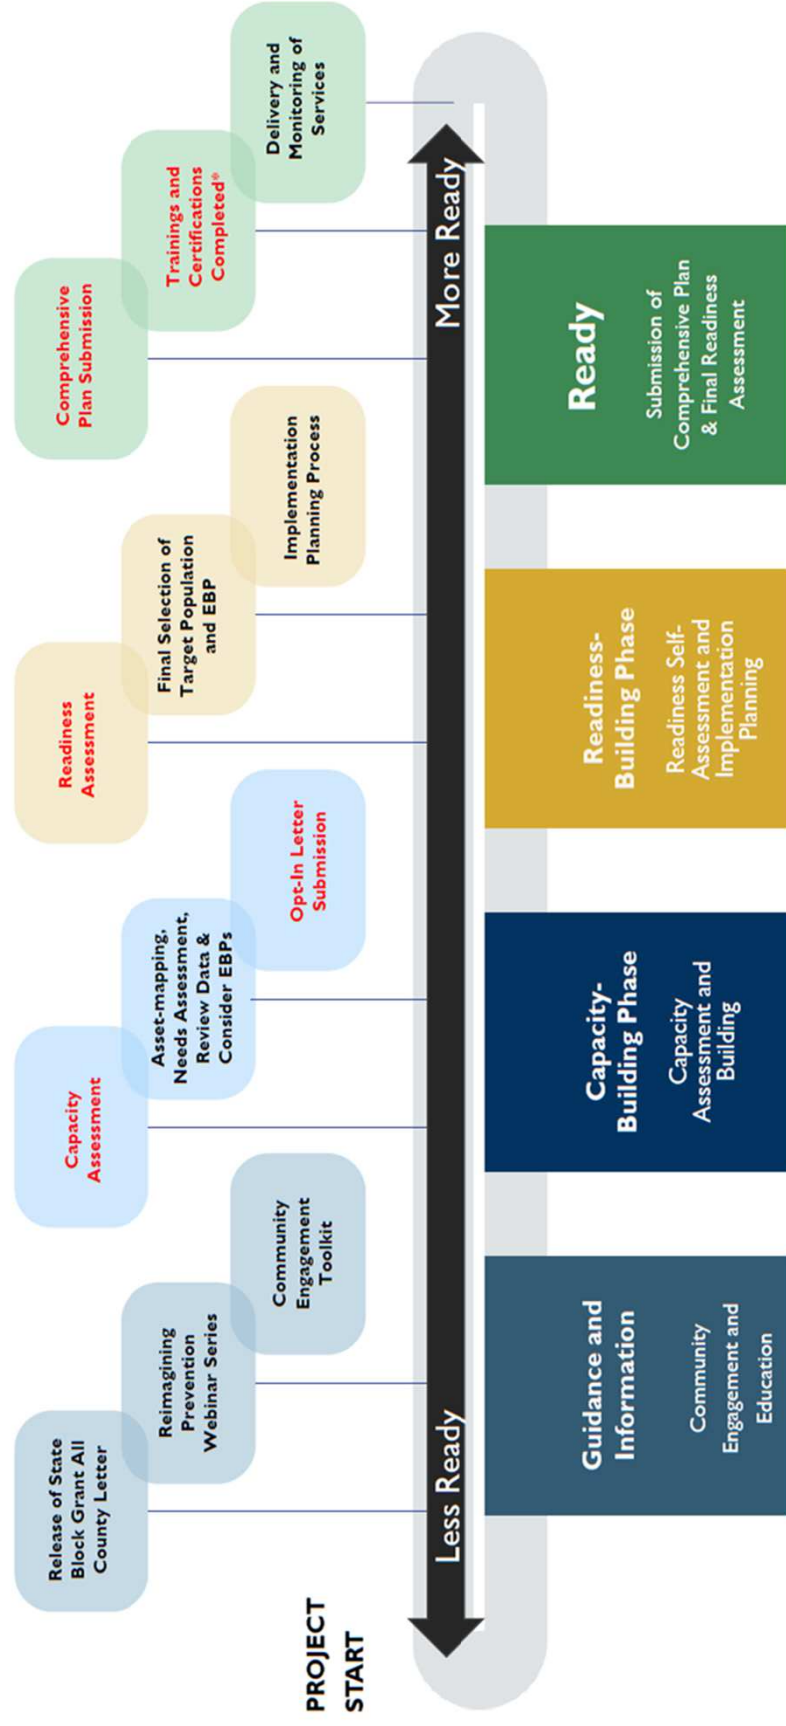 PROJECT
START
Release of State
Block Grant All
County Letter
Reimagining
Prevention
Webinar Series
Community
Engagement
Toolkit
Capacity
Assessment
Asset-mapping,
Needs Assessment,
Review Data &
Consider EBPs
Opt-In Letter
Submission
Readiness
Assessment
Final Selection of
Target Population
and EBP
Implementation
Planning Process
Comprehensive
Plan Submission
Trainings and
Certifications
Completed*
Delivery and
Monitoring of
Services
Less Ready
More Ready
Guidance and
Information
Community
Engagement and
Education
Capacity-
Building Phase
Capacity
Assessment and
Building
Readiness-
Building Phase
Readiness Self-
Assessment and
Implementation
Planning
Ready
Submission of
Comprehensive Plan
& Final Readiness
Assessment